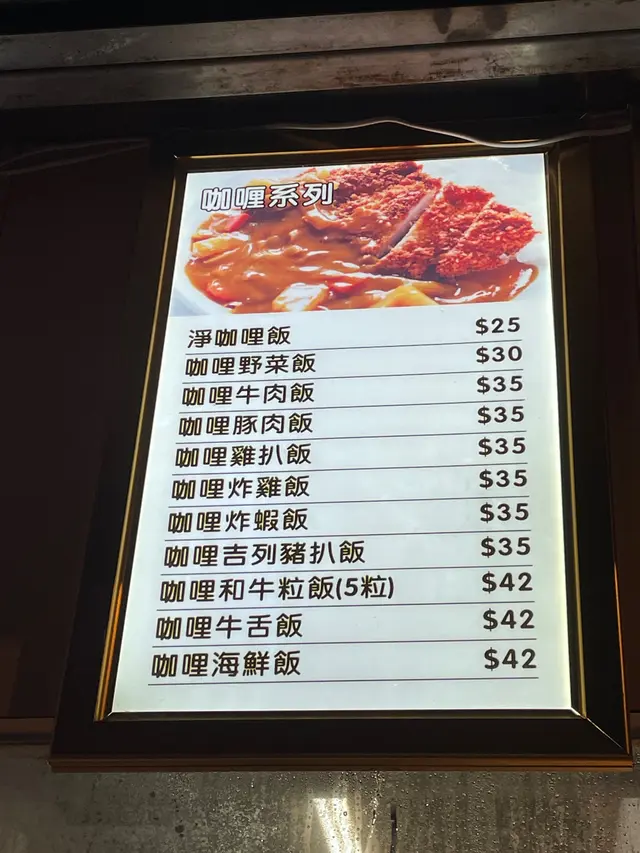 咖喱系列
淨咖哩飯 $25
咖哩野菜飯 $30
咖哩牛肉飯 $35
咖哩豚肉飯 $35
咖哩雞扒飯 $35
咖哩炸雞飯 $35
咖哩炸蝦飯 $35
咖哩吉列豬扒飯 $35
咖哩和牛粒飯(5粒) $42
咖哩牛舌飯 $42
咖哩海鮮飯 $42